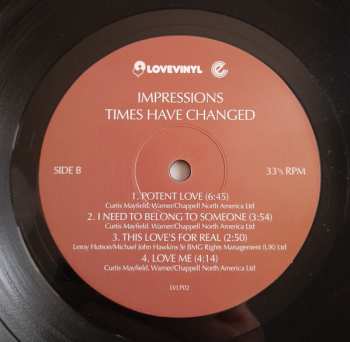 LOVEVINYL e
IMPRESSIONS
TIMES HAVE CHANGED
SIDE B 33⅓ RPM
1. POTENT LOVE (6:45)
Curtis Mayfield: Warner/Chappell North America Ltd
2. I NEED TO BELONG TO SOMEONE (3:54)
Curtis Mayfield: Warner/Chappell North America Ltd
3. THIS LOVE'S FOR REAL (2:50)
Leroy Hutson/Michael John Hawkins Jr BMG Rights Management (UK) Ltd
4. LOVE ME (4:14)
Curtis Mayfield. Warner/Chappell North America Ltd
LVLP02